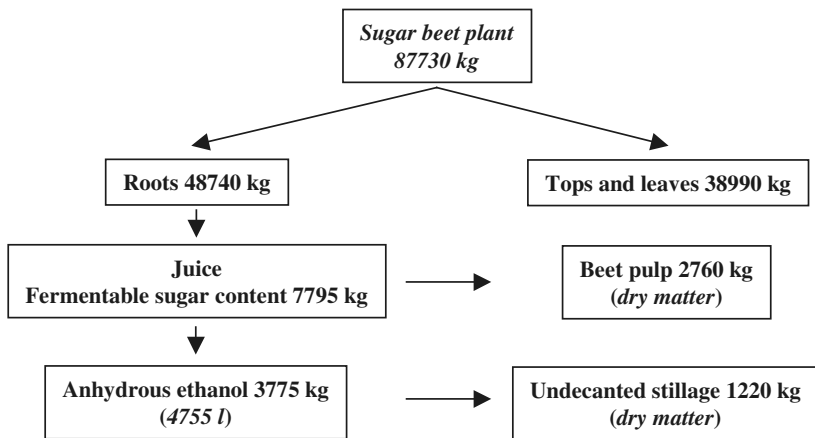 Sugar beet plant
87730 kg
Roots 48740 kg
Tops and leaves 38990 kg
Juice
Fermentable sugar content 7795 kg
Beet pulp 2760 kg
(dry matter)
Anhydrous ethanol 3775 kg
(4755 l)
Undecanted stillage 1220 kg
(dry matter)